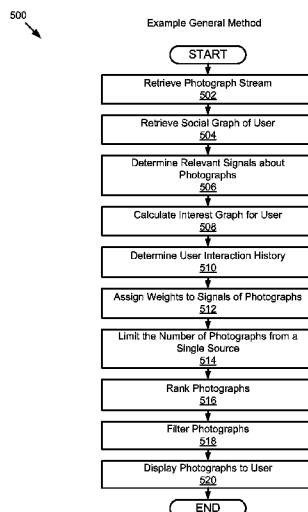 500
Example General Method
START
Retrieve Photograph Stream
502
Retrieve Social Graph of User
504
Determine Relevant Signals about
Photographs
506
Calculate Interest Graph for User
508
Determine User Interaction History
510
Assign Weights to Signals of Photographs
512
Limit the Number of Photographs from a
Single Source
514
Rank Photographs
516
Filter Photographs
518
Display Photographs to User
520
END